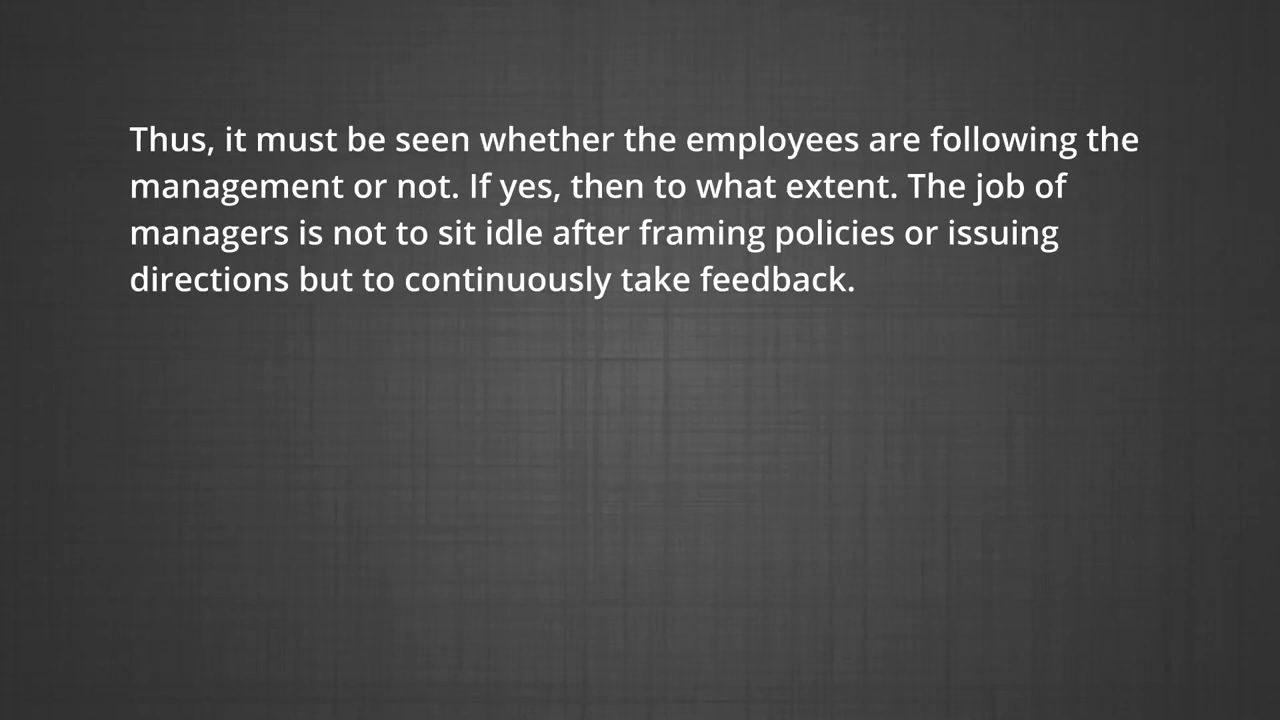 Thus, it must be seen whether the employees are following the
management or not. If yes, then to what extent. The job of
managers is not to sit idle after framing policies or issuing
directions but to continuously take feedback.